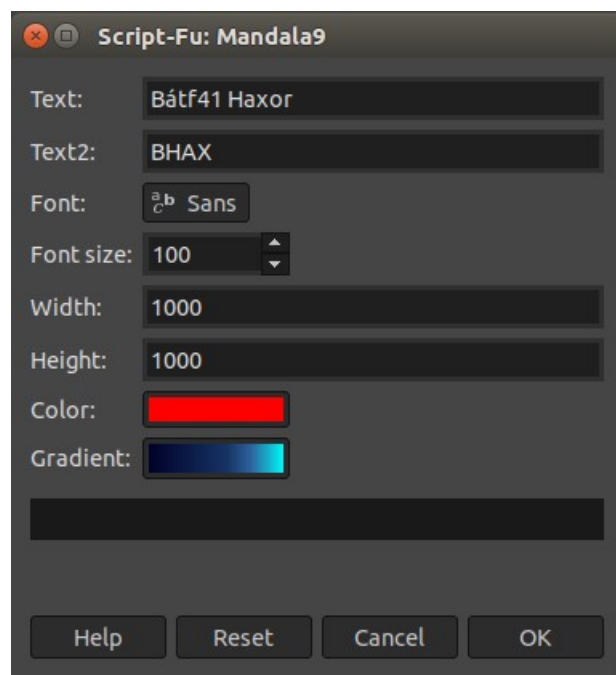 Script-Fu: Mandala9
Text: Bátf41 Haxor
Text2: BHAX
Font: Sans
Font size: 100
Width: 1000
Height: 1000
Color:
Gradient:
Help Reset Cancel OK